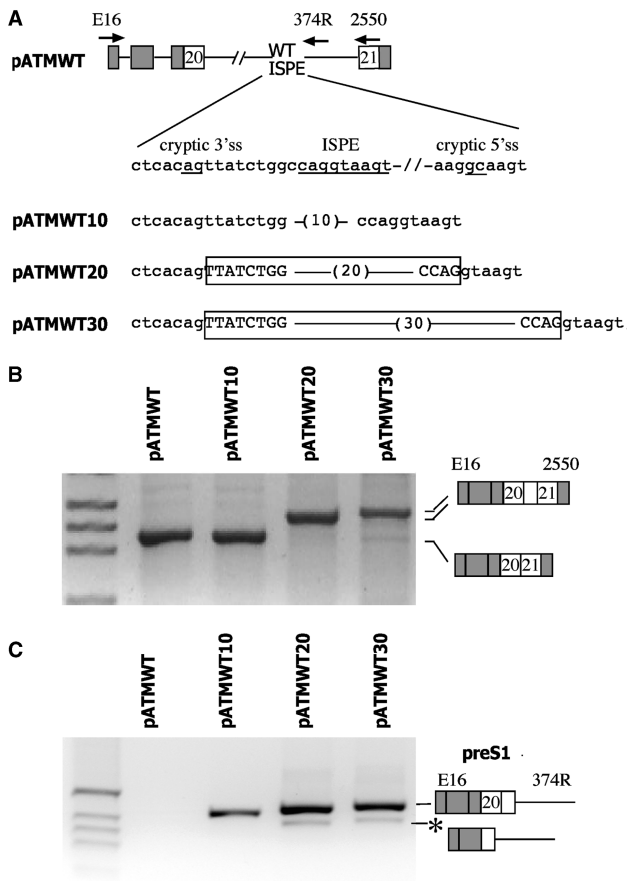 A
E16 374R 2550
pATMWT 20 // WT ISPE 21
cryptic 3'ss ISPE cryptic 5'ss
ctcacagttatctggccaggtaagt-//-aaggcaagt
pATMWT10 ctcacagttatctgg -(10)- ccaggtaagt
pATMWT20 ctcacagTTATCTGG (20) CCAGgtaagt
pATMWT30 ctcacagTTATCTGG (30) CCAGgtaagt
B
pATMWT pATMWT10 pATMWT20 pATMWT30
E16 2550
20 21
20 21
C
pATMWT pATMWT10 pATMWT20 pATMWT30
preS1
E16 374R
20
*